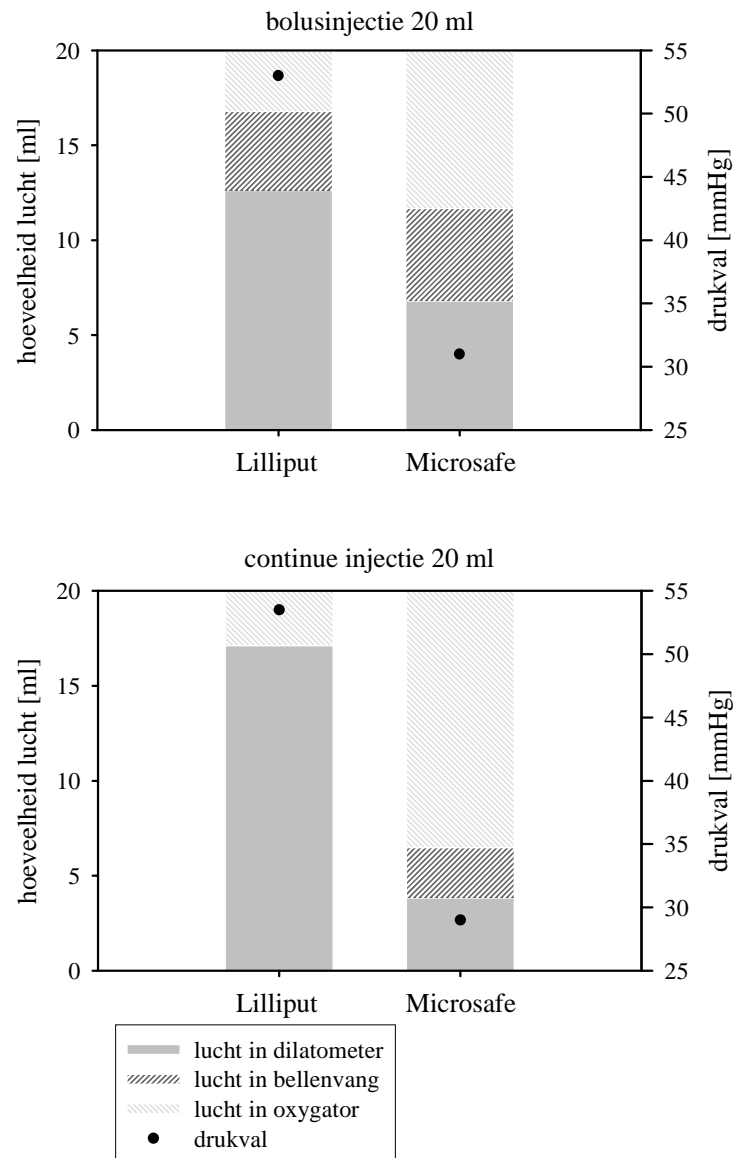 bolusinjectie 20 ml
hoeveelheid lucht [ml]
20
15
10
5
0
55
50
45
40
35
30
25
drukval [mmHg]
Lilliput Microsafe
continue injectie 20 ml
hoeveelheid lucht [ml]
20
15
10
5
0
55
50
45
40
35
30
25
drukval [mmHg]
Lilliput Microsafe
lucht in dilatometer
lucht in bellenvang
lucht in oxygator
drukval